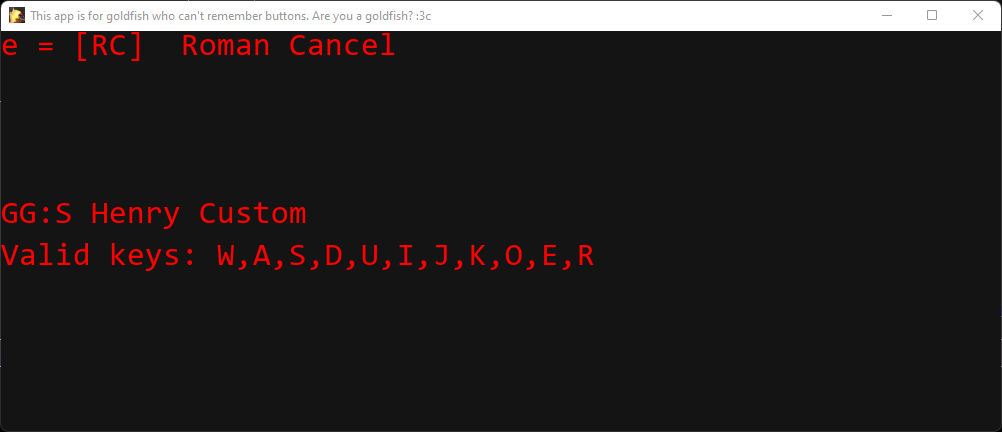 This app is for goldfish who can't remember buttons. Are you a goldfish? :3c
e = [RC]  Roman Cancel
GG:S Henry Custom
Valid keys: W,A,S,D,U,I,J,K,O,E,R